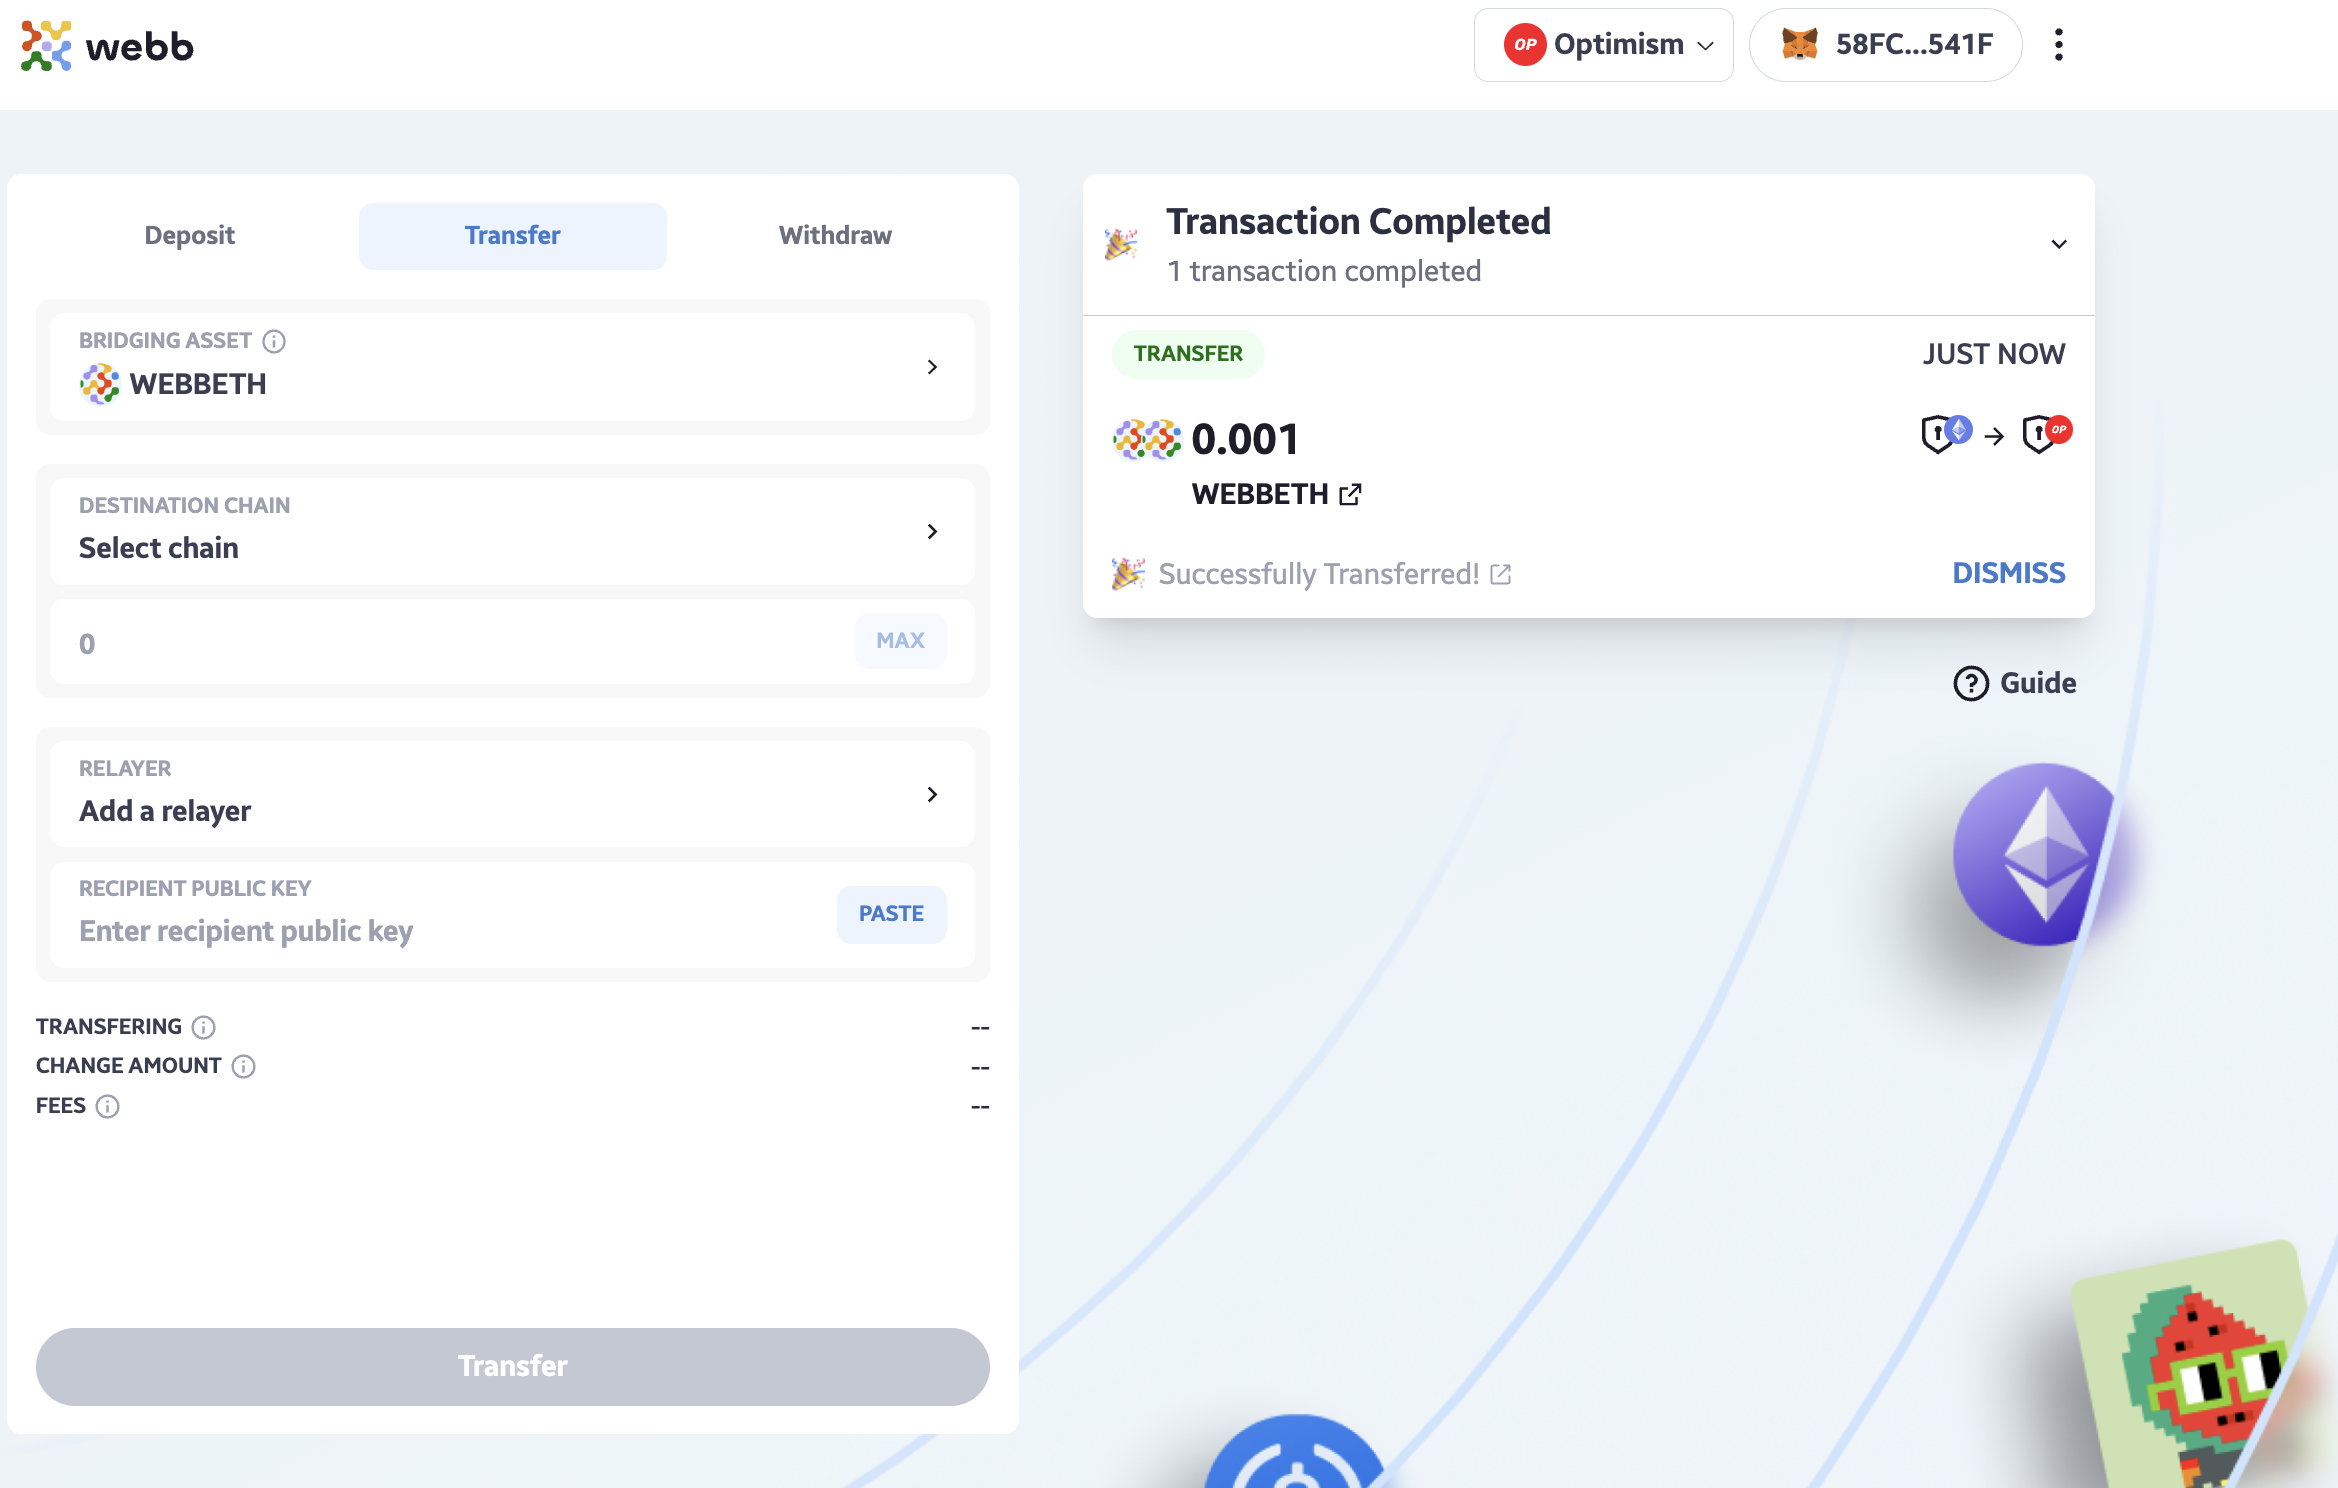 webb
OP Optimism
58FC...541F
Deposit
Transfer
Withdraw
BRIDGING ASSET
WEBBETH
DESTINATION CHAIN
Select chain
0
MAX
RELAYER
Add a relayer
RECIPIENT PUBLIC KEY
Enter recipient public key
PASTE
TRANSFERING
--
CHANGE AMOUNT
--
FEES
--
Transfer
Transaction Completed
1 transaction completed
TRANSFER
JUST NOW
0.001
OP
WEBBETH
Successfully Transferred!
DISMISS
Guide